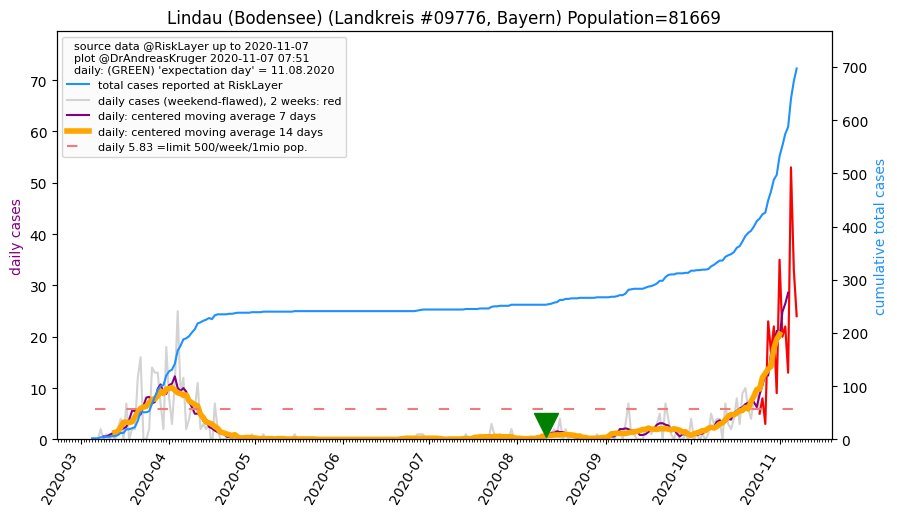 Lindau (Bodensee) (Landkreis #09776, Bayern) Population=81669
source data @RiskLayer up to 2020-11-07
plot @DrAndreasKruger 2020-11-07 07:51
daily: (GREEN) 'expectation day' = 11.08.2020
total cases reported at RiskLayer
daily cases (weekend-flawed), 2 weeks: red
daily: centered moving average 7 days
daily: centered moving average 14 days
daily 5.83 =limit 500/week/1mio pop.
daily cases
70
60
50
40
30
20
10
0
700
600
500
400
300
200
100
0
cumulative total cases
2020-03
2020-04
2020-05
2020-06
2020-07
2020-08
2020-09
2020-10
2020-11